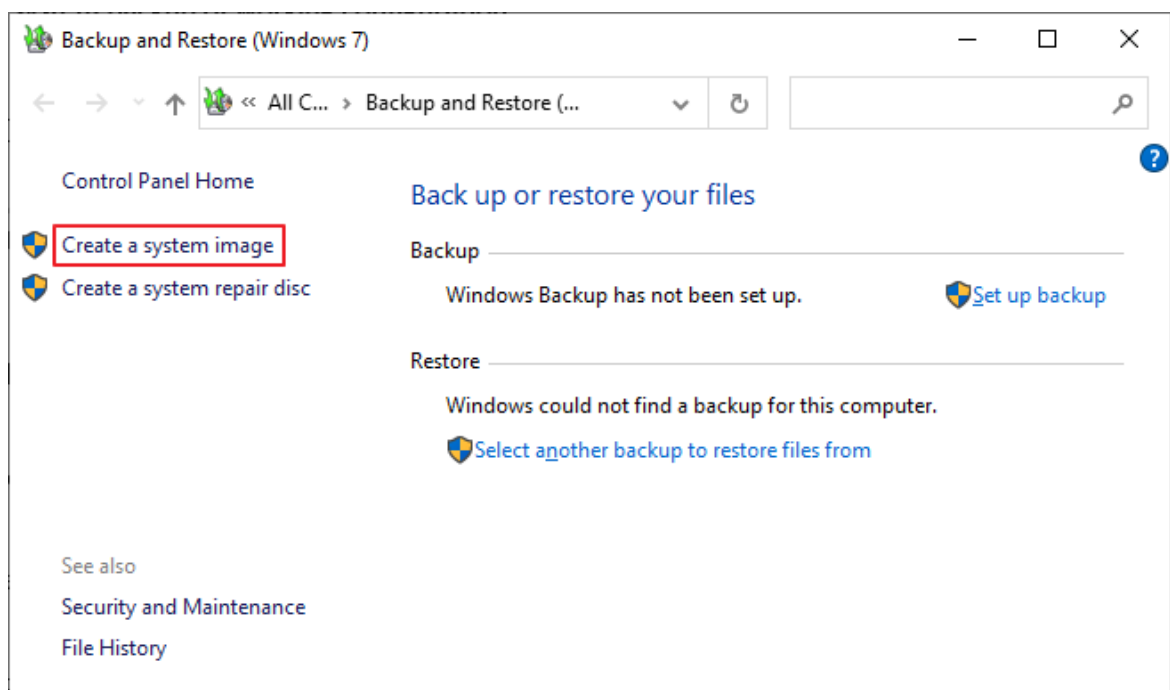 Backup and Restore (Windows 7)
« All C... › Backup and Restore (...
?
Control Panel Home
Create a system image
Create a system repair disc
Back up or restore your files
Backup
Windows Backup has not been set up.
Set up backup
Restore
Windows could not find a backup for this computer.
Select another backup to restore files from
See also
Security and Maintenance
File History